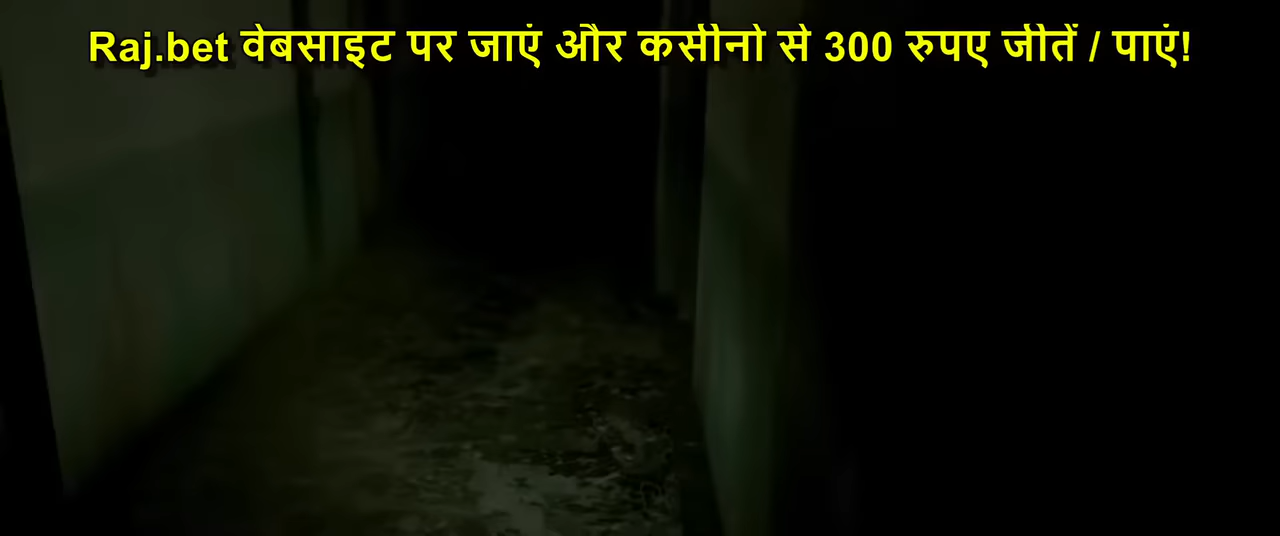 Raj.bet वेबसाइट पर जाएं और कसीनो से 300 रुपए जीतें / पाएं!